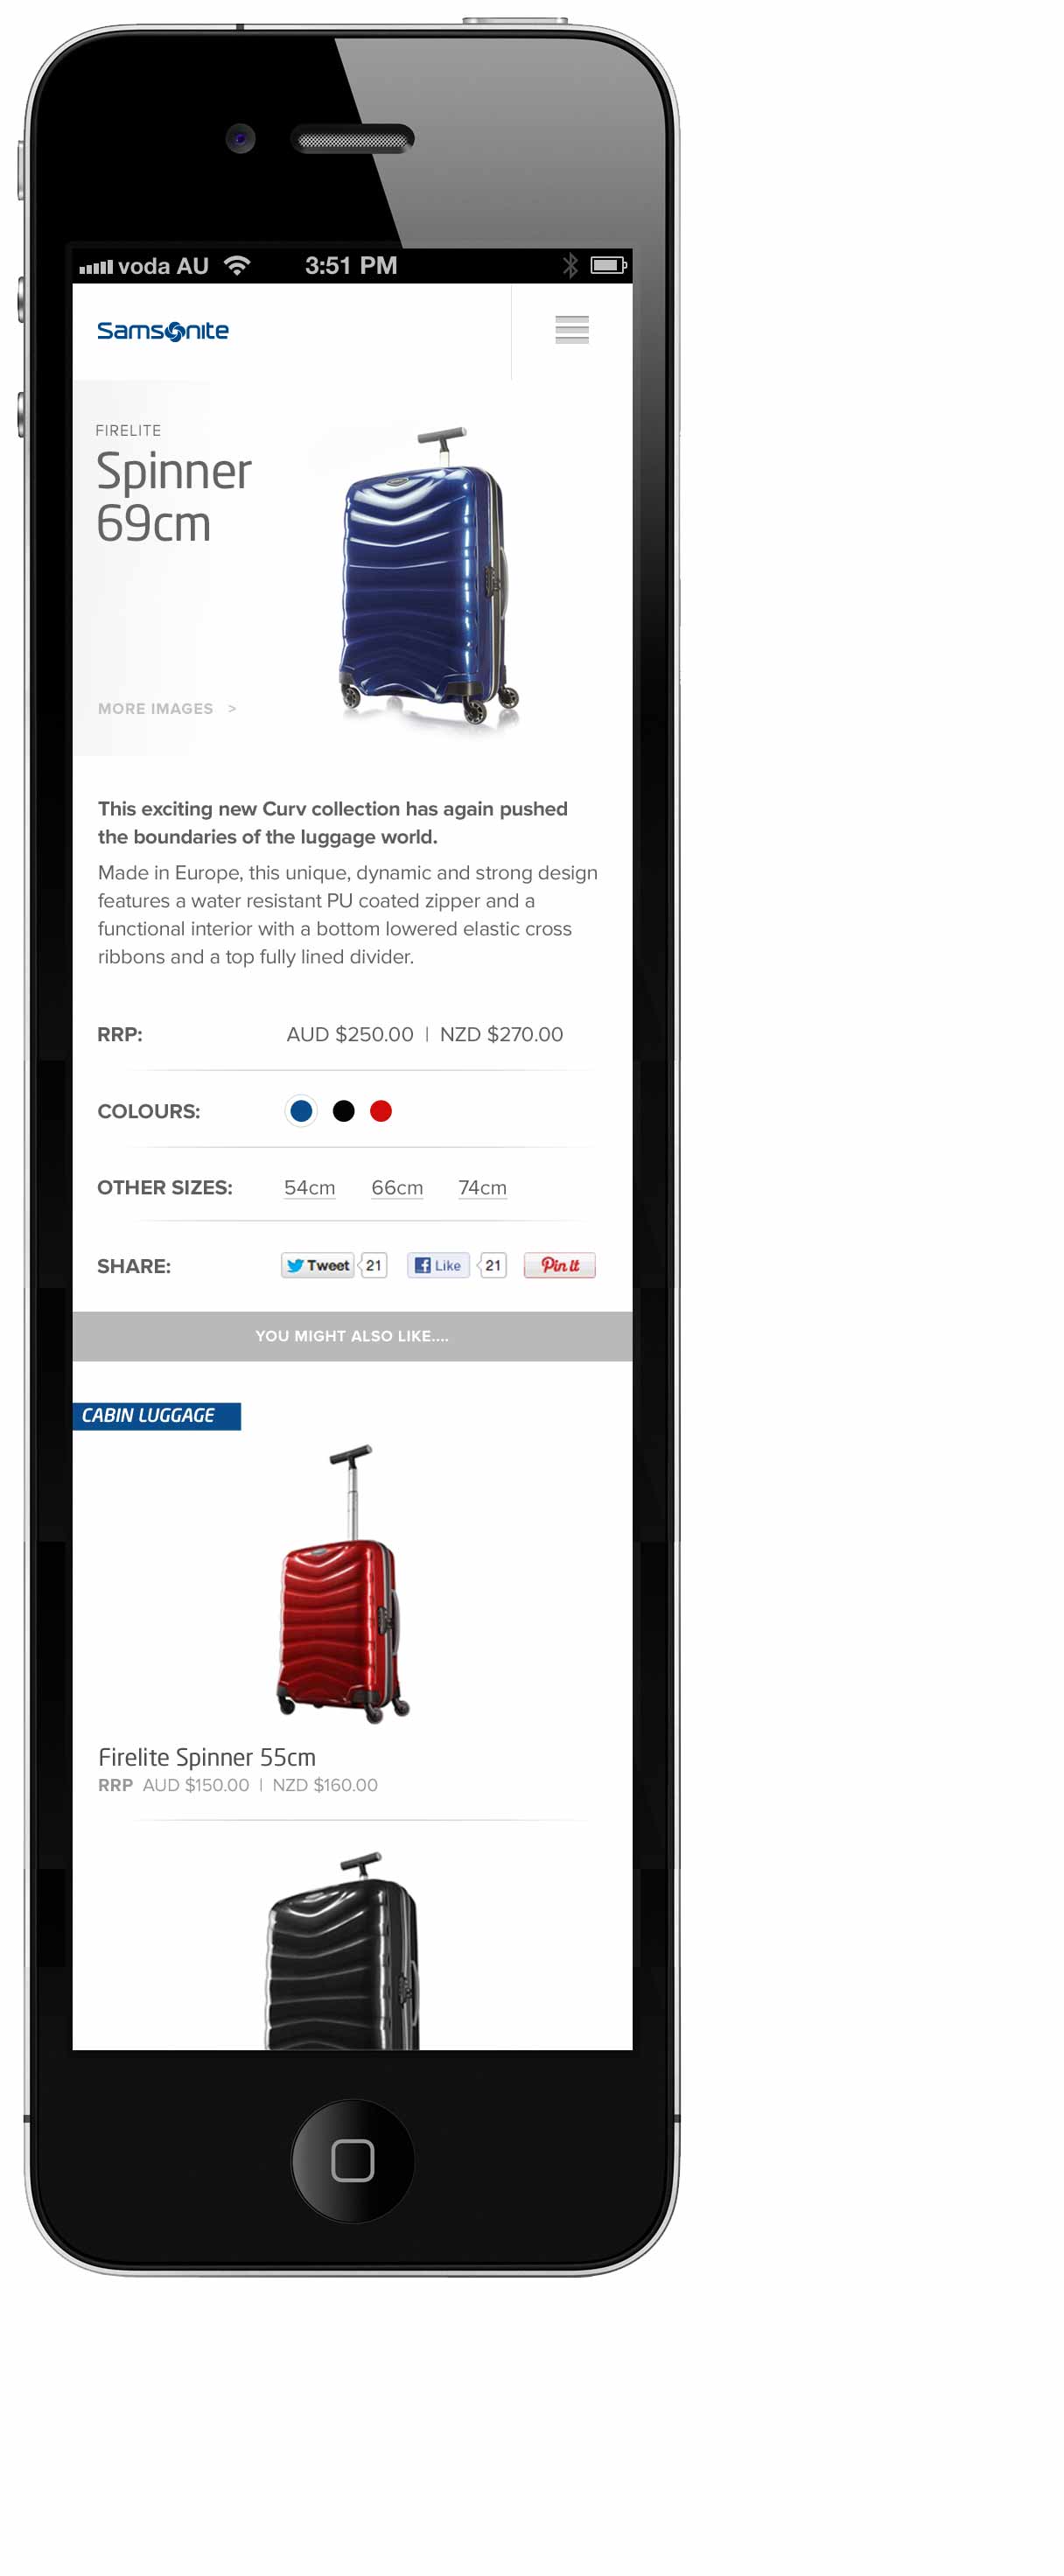 voda AU 3:51 PM
Samsonite
FIRELITE
Spinner
69cm
MORE IMAGES >
This exciting new Curv collection has again pushed
the boundaries of the luggage world.
Made in Europe, this unique, dynamic and strong design
features a water resistant PU coated zipper and a
functional interior with a bottom lowered elastic cross
ribbons and a top fully lined divider.
RRP: AUD $250.00 | NZD $270.00
COLOURS:
OTHER SIZES: 54cm 66cm 74cm
SHARE: Tweet 21 Like 21 Pin it
YOU MIGHT ALSO LIKE....
CABIN LUGGAGE
Firelite Spinner 55cm
RRP AUD $150.00 | NZD $160.00